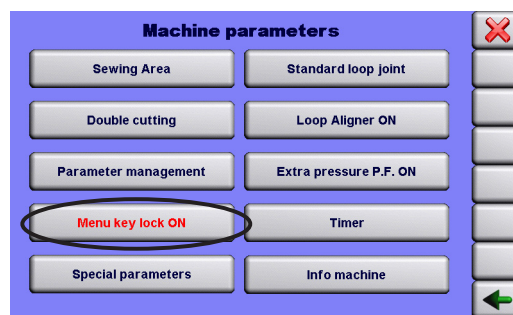 Machine parameters
Sewing Area
Standard loop joint
Double cutting
Loop Aligner ON
Parameter management
Extra pressure P.F. ON
Menu key lock ON
Timer
Special parameters
Info machine